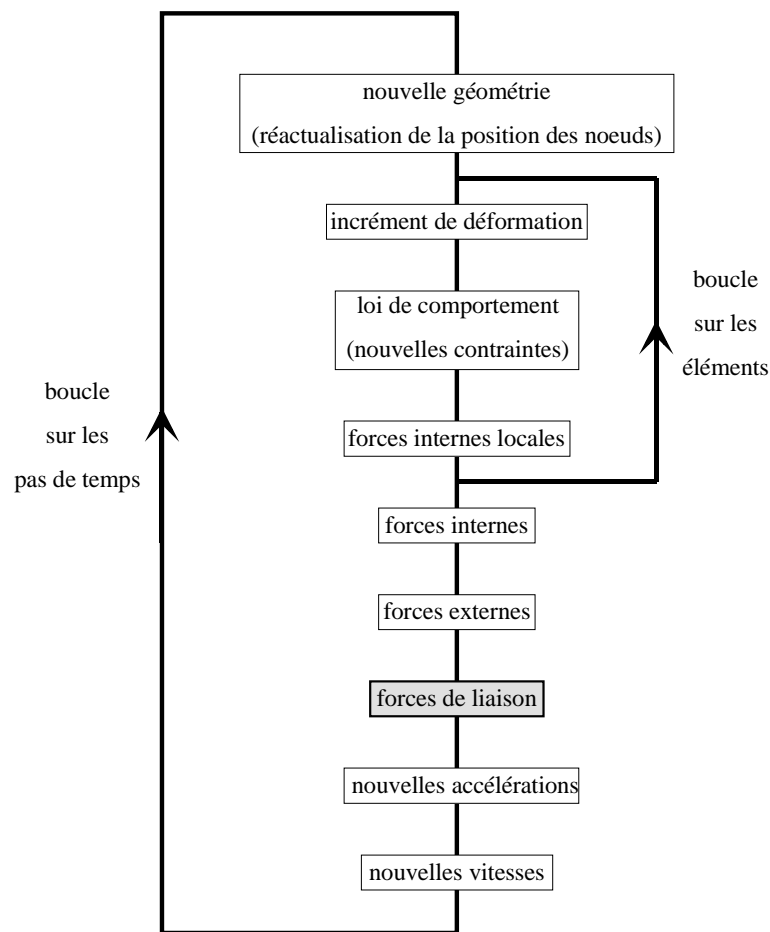 nouvelle géométrie
(réactualisation de la position des noeuds)
incrément de déformation
loi de comportement
(nouvelles contraintes)
boucle
sur les
éléments
boucle
sur les
pas de temps
forces internes locales
forces internes
forces externes
forces de liaison
nouvelles accélérations
nouvelles vitesses